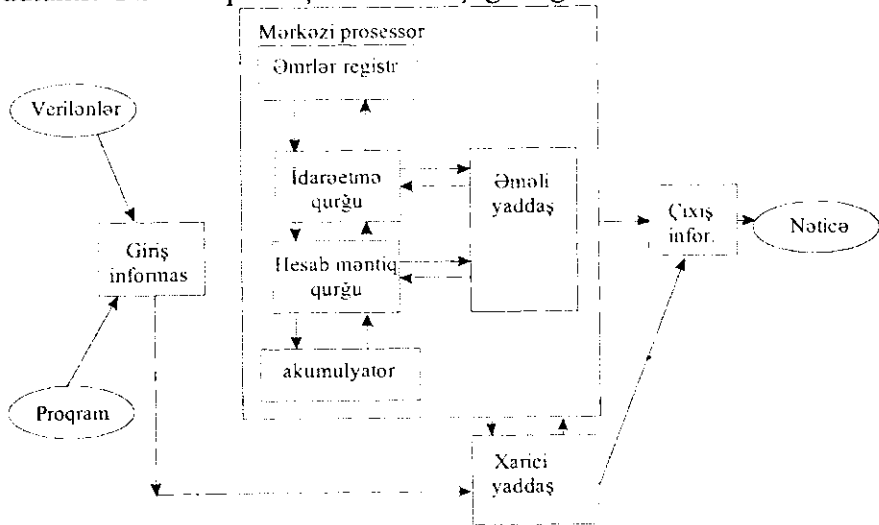 Mərkəzi prosessor
Əmrlər registr
Verilənlər
İdarəetmə
qurğu
Əməli
yaddaş
Giriş
informas
Hesab məntiq
qurğu
Çıxış
infor.
Nəticə
akumulyator
Proqram
Xarici
yaddaş